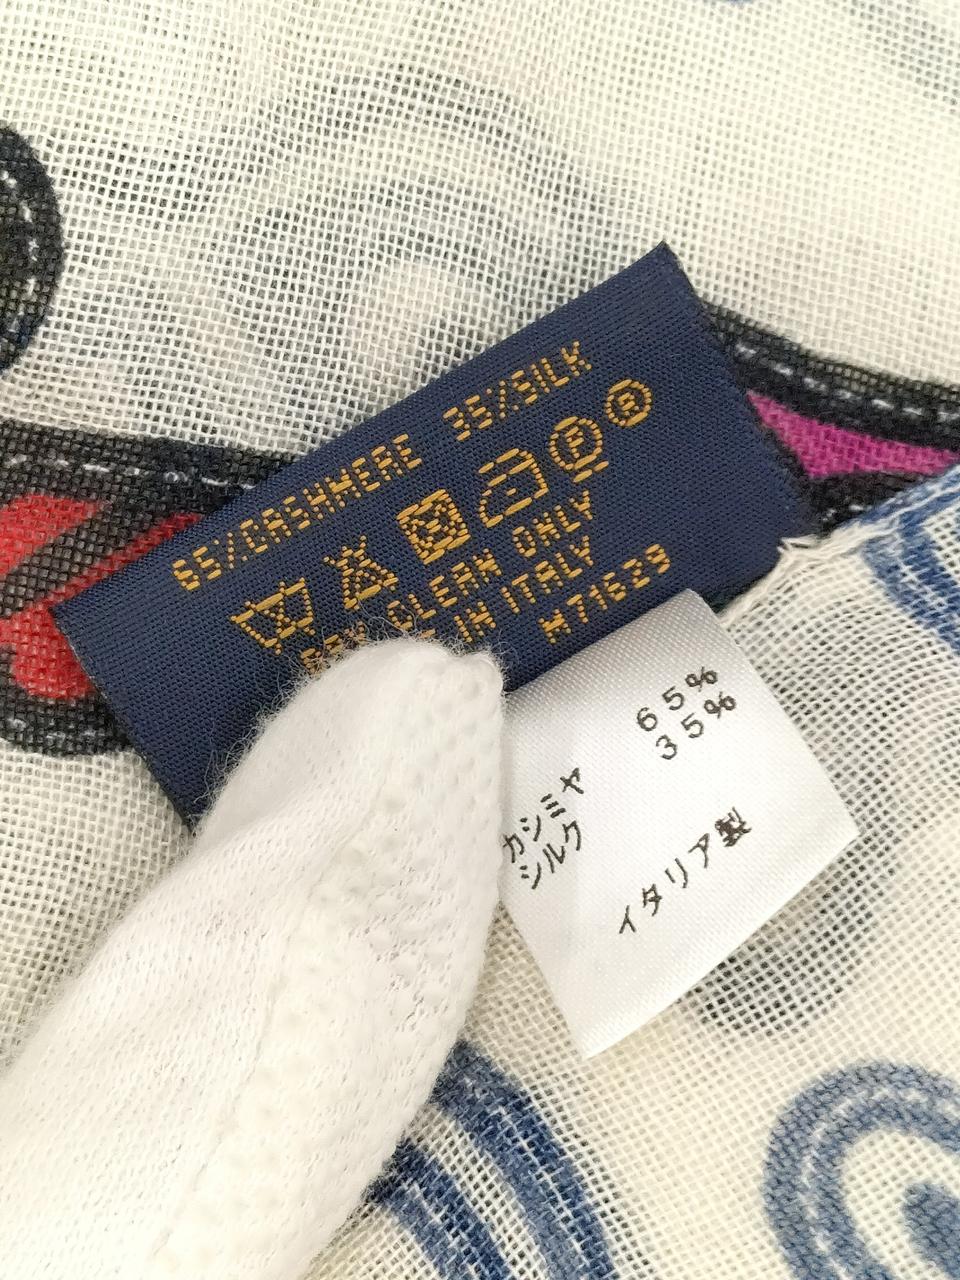 65%CASHMERE 35%SILK
P
R
CLEAN ONLY
IN ITALY
M71629
カシミヤ 65%
シルク 35%
イタリア製